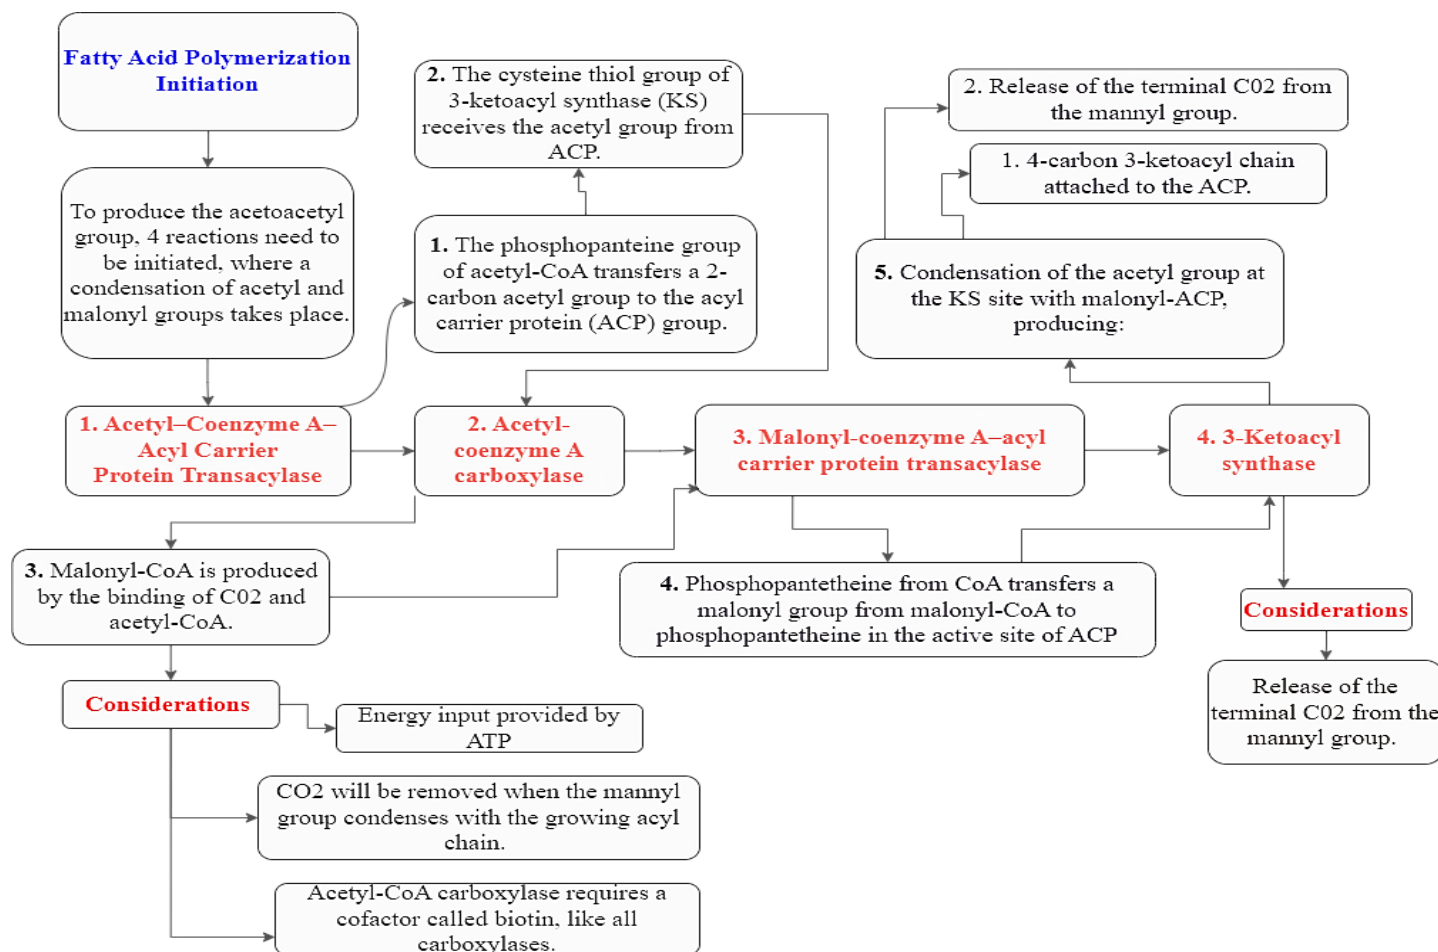 Fatty Acid Polymerization
Initiation
To produce the acetoacetyl
group, 4 reactions need to
be initiated, where a
condensation of acetyl and
malonyl groups takes place.
2. The cysteine thiol group of
3-ketoacyl synthase (KS)
receives the acetyl group from
ACP.
1. The phosphopanteine group
of acetyl-CoA transfers a 2-
carbon acetyl group to the acyl
carrier protein (ACP) group.
2. Release of the terminal C02 from
the mannyl group.
1. 4-carbon 3-ketoacyl chain
attached to the ACP.
5. Condensation of the acetyl group at
the KS site with malonyl-ACP,
producing:
1. Acetyl–Coenzyme A–
Acyl Carrier
Protein Transacylase
2. Acetyl-
coenzyme A
carboxylase
3. Malonyl-coenzyme A–acyl
carrier protein transacylase
4. 3-Ketoacyl
synthase
3. Malonyl-CoA is produced
by the binding of C02 and
acetyl-CoA.
4. Phosphopantetheine from CoA transfers
a malonyl group from malonyl-CoA to
phosphopantetheine in the active site of ACP
Considerations
Release of the
terminal C02 from the
mannyl group.
Considerations
Energy input provided by
ATP
CO2 will be removed when the mannyl
group condenses with the growing acyl
chain.
Acetyl-CoA carboxylase requires a
cofactor called biotin, like all
carboxylases.